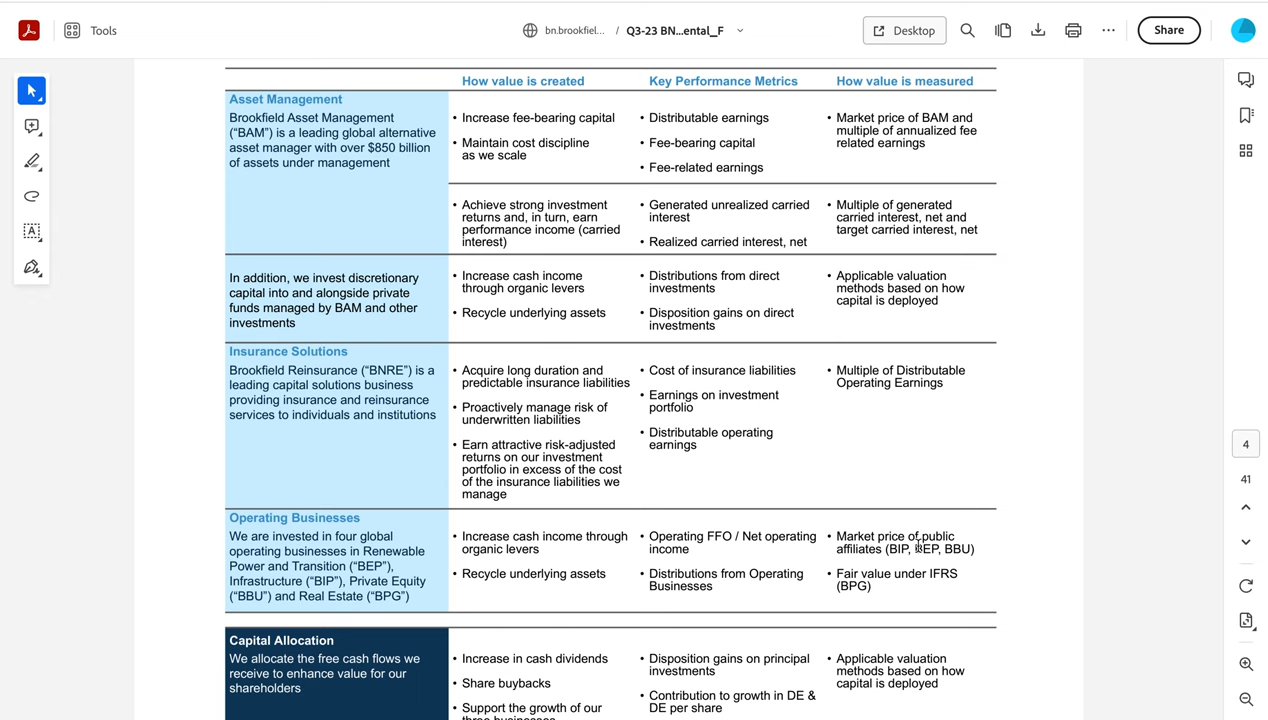 Tools
bn.brookfiel... / Q3-23 BN...ental_F
Desktop
Share
How value is created
Key Performance Metrics
How value is measured
Asset Management
Brookfield Asset Management
(“BAM”) is a leading global alternative
asset manager with over $850 billion
of assets under management
• Increase fee-bearing capital
• Maintain cost discipline
as we scale
• Distributable earnings
• Fee-bearing capital
• Fee-related earnings
• Market price of BAM and
multiple of annualized fee
related earnings
• Achieve strong investment
returns and, in turn, earn
performance income (carried
interest)
• Generated unrealized carried
interest
• Realized carried interest, net
• Multiple of generated
carried interest, net and
target carried interest, net
In addition, we invest discretionary
capital into and alongside private
funds managed by BAM and other
investments
• Increase cash income
through organic levers
• Recycle underlying assets
• Distributions from direct
investments
• Disposition gains on direct
investments
• Applicable valuation
methods based on how
capital is deployed
Insurance Solutions
Brookfield Reinsurance (“BNRE”) is a
leading capital solutions business
providing insurance and reinsurance
services to individuals and institutions
• Acquire long duration and
predictable insurance liabilities
• Proactively manage risk of
underwritten liabilities
• Earn attractive risk-adjusted
returns on our investment
portfolio in excess of the cost
of the insurance liabilities we
manage
• Cost of insurance liabilities
• Earnings on investment
portfolio
• Distributable operating
earnings
• Multiple of Distributable
Operating Earnings
Operating Businesses
We are invested in four global
operating businesses in Renewable
Power and Transition (“BEP”),
Infrastructure (“BIP”), Private Equity
(“BBU”) and Real Estate (“BPG”)
• Increase cash income through
organic levers
• Recycle underlying assets
• Operating FFO / Net operating
income
• Distributions from Operating
Businesses
• Market price of public
affiliates (BIP, BEP, BBU)
• Fair value under IFRS
(BPG)
Capital Allocation
We allocate the free cash flows we
receive to enhance value for our
shareholders
• Increase in cash dividends
• Share buybacks
• Support the growth of our
three businesses
• Disposition gains on principal
investments
• Contribution to growth in DE &
DE per share
• Applicable valuation
methods based on how
capital is deployed
4
41